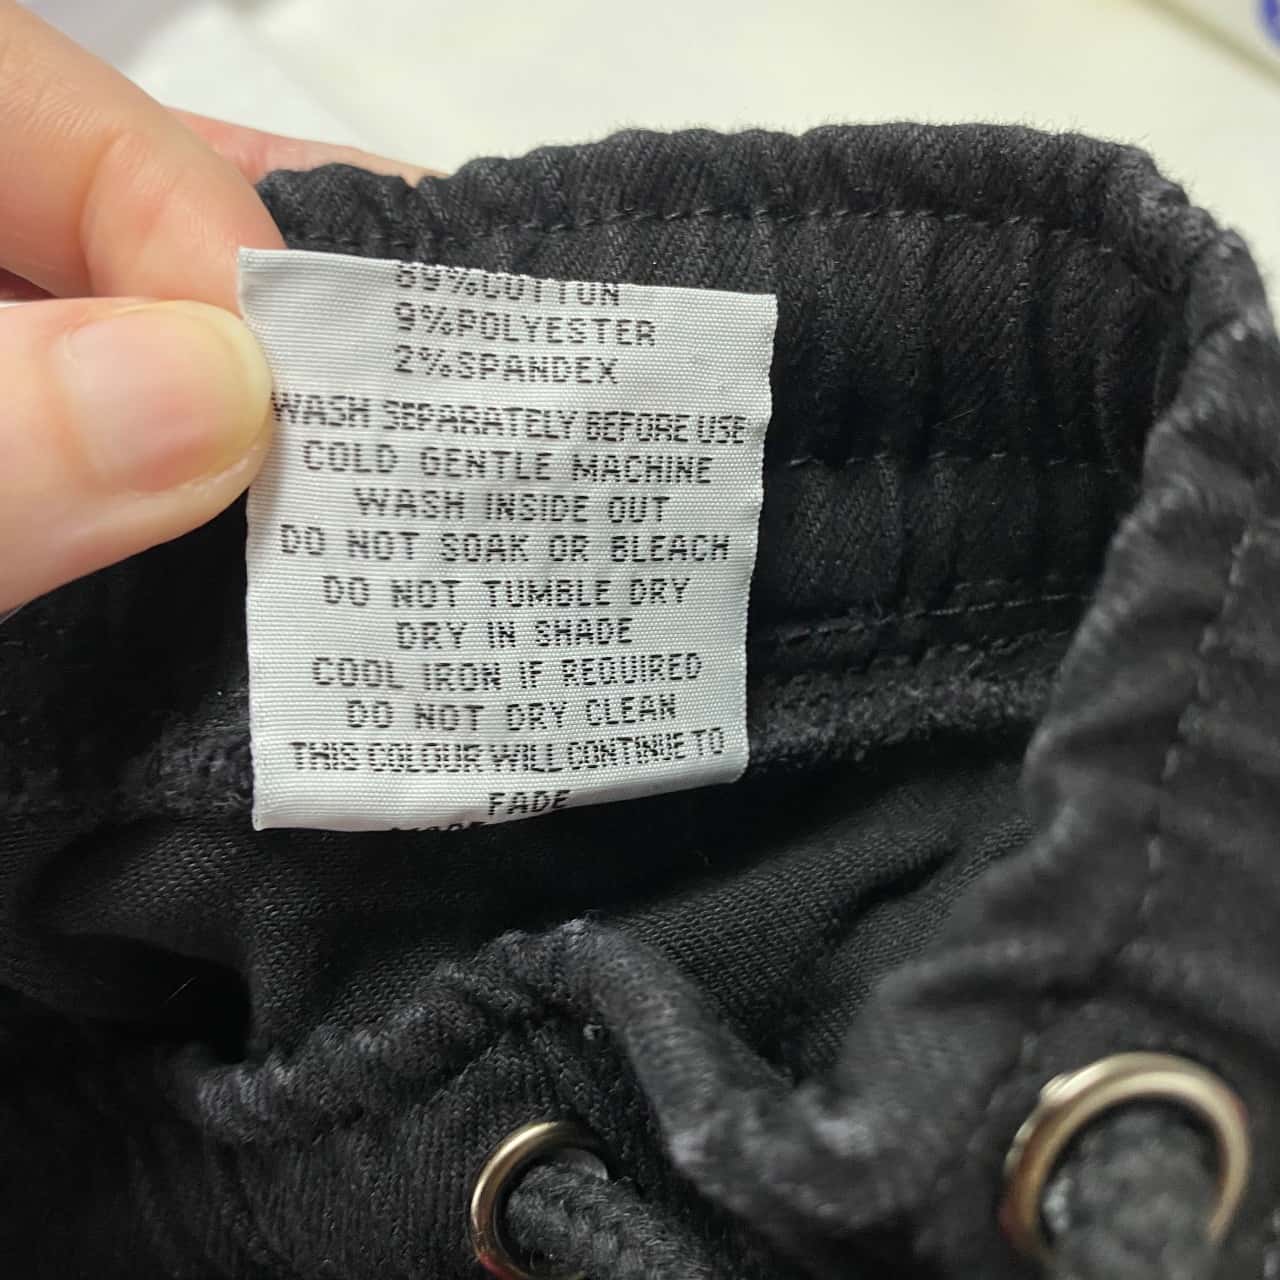 89%COTTON
9%POLYESTER
2%SPANDEX
WASH SEPARATELY BEFORE USE
COLD GENTLE MACHINE
WASH INSIDE OUT
DO NOT SOAK OR BLEACH
DO NOT TUMBLE DRY
DRY IN SHADE
COOL IRON IF REQUIRED
DO NOT DRY CLEAN
THIS COLOUR WILL CONTINUE TO
FADE